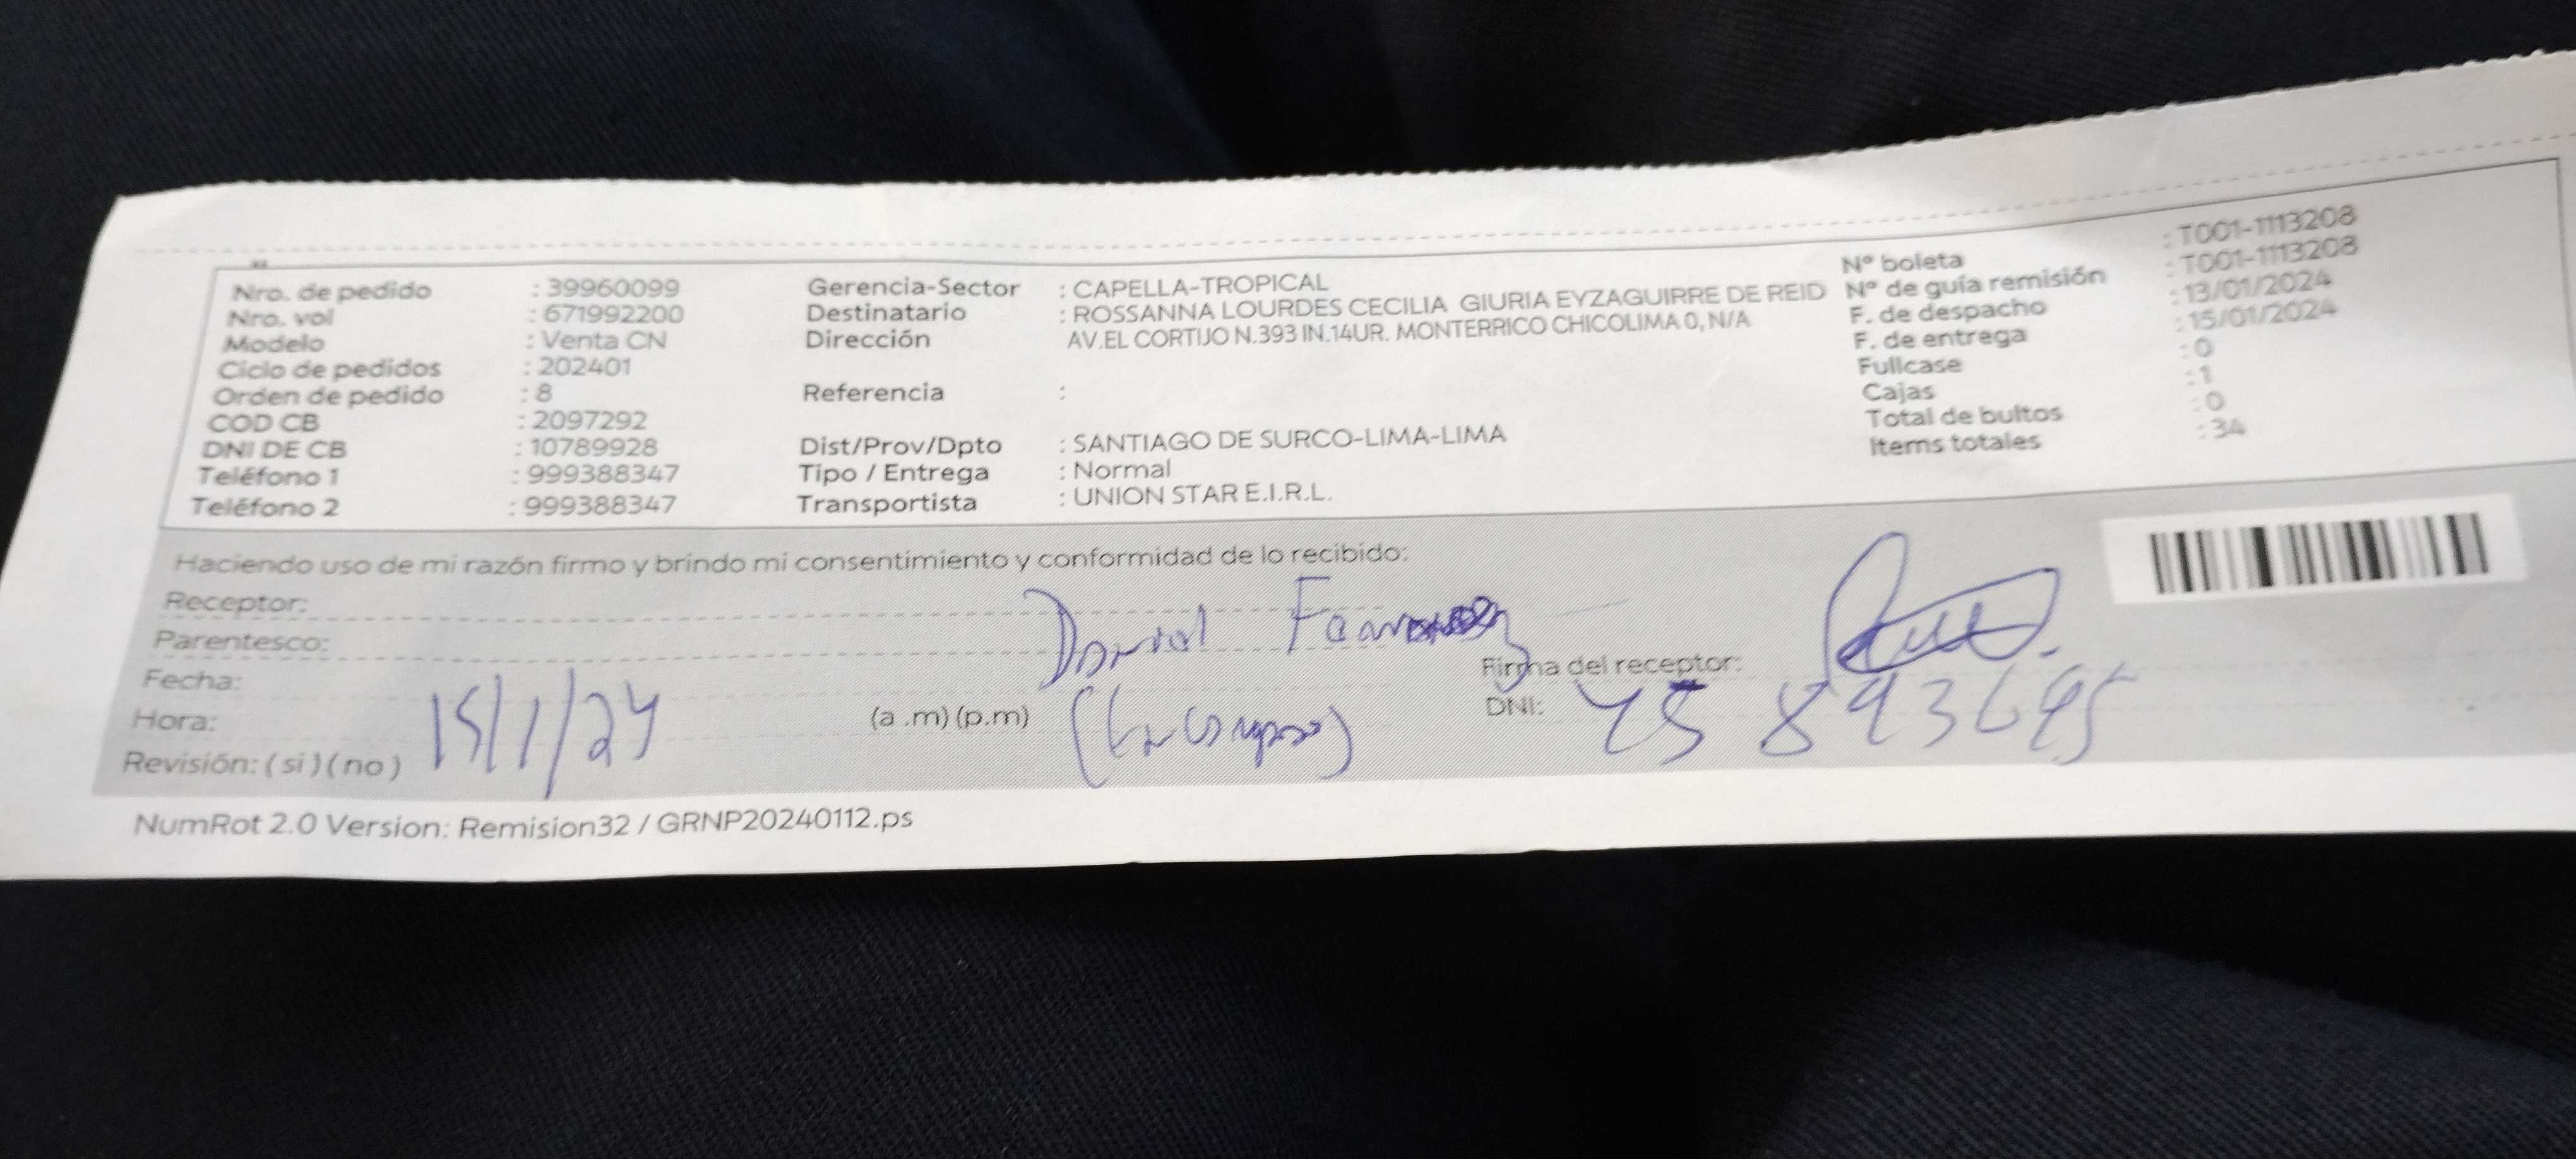 Nro. de pedido : 39960099
Nro. vol : 671992200
Modelo : Venta CN
Ciclo de pedidos : 202401
Orden de pedido : 8
COD CB : 2097292
DNI DE CB : 10789928
Teléfono 1 : 999388347
Teléfono 2 : 999388347
Gerencia-Sector : CAPELLA-TROPICAL
Destinatario : ROSSANNA LOURDES CECILIA GIURIA EYZAGUIRRE DE REID
Dirección AV.EL CORTIJO N.393 IN.14UR. MONTERRICO CHICOLIMA 0, N/A
Referencia :
Dist/Prov/Dpto : SANTIAGO DE SURCO-LIMA-LIMA
Tipo / Entrega : Normal
Transportista : UNION STAR E.I.R.L.
N° boleta : T001-1113208
N° de guía remisión : T001-1113208
F. de despacho : 13/01/2024
F. de entrega : 15/01/2024
Fullcase : 0
Cajas : 1
Total de bultos : 0
Items totales : 34
Haciendo uso de mi razón firmo y brindo mi consentimiento y conformidad de lo recibido:
Receptor:
Parentesco:
Fecha:
Hora: 15/1/24 (a .m) (p.m)
Revisión: ( si ) ( no )
Firma del receptor:
DNI:
NumRot 2.0 Version: Remision32 / GRNP20240112.ps